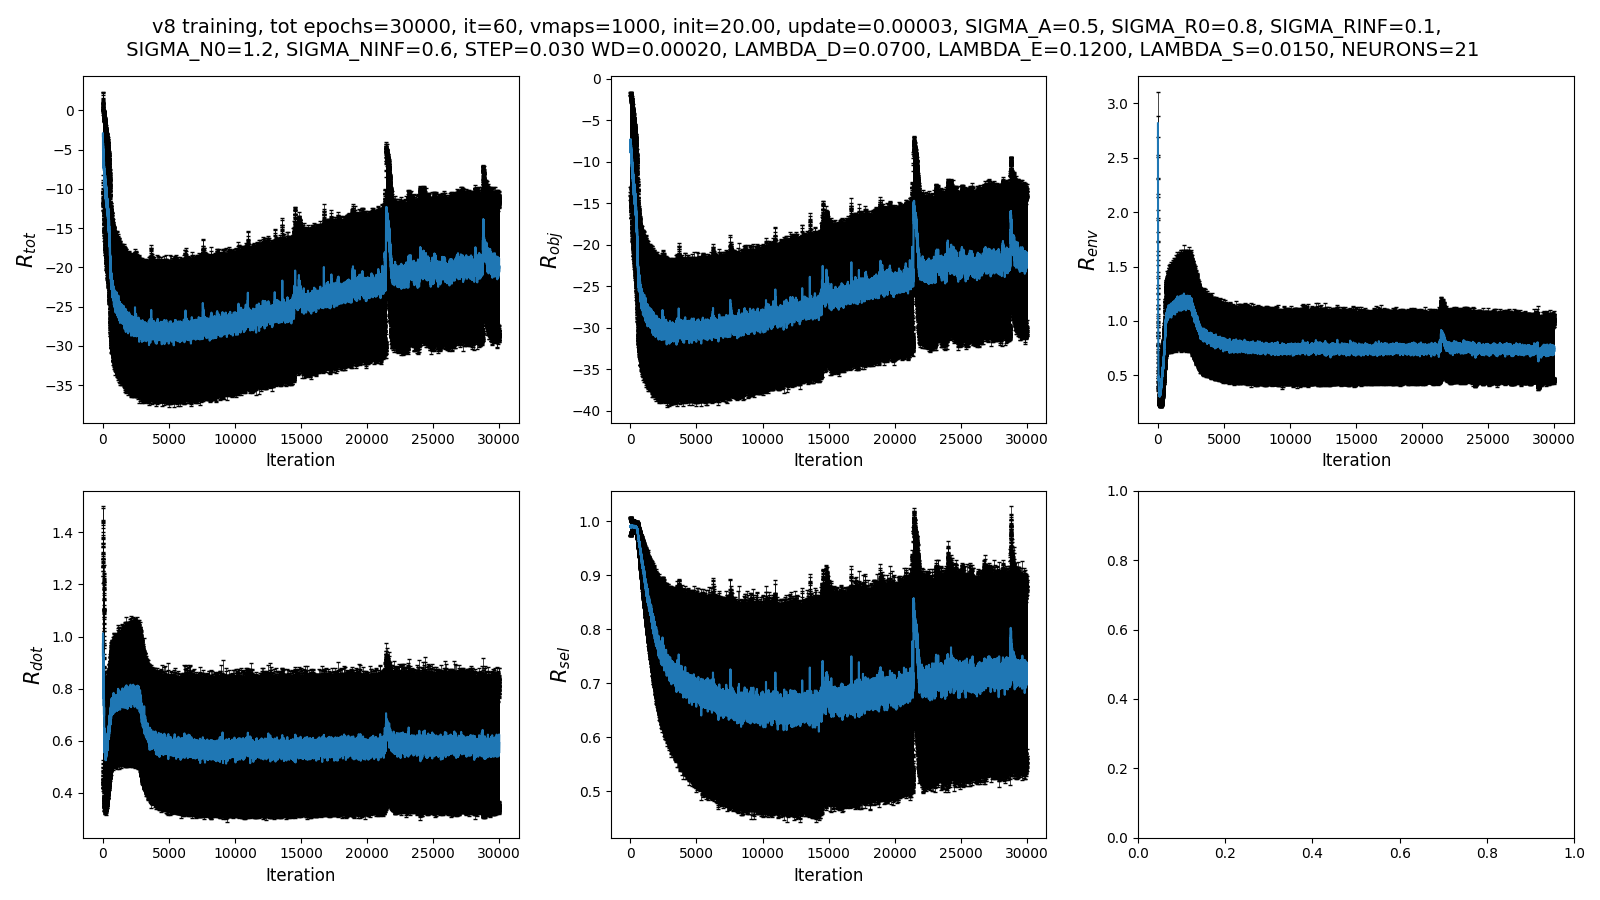 v8 training, tot epochs=30000, it=60, vmaps=1000, init=20.00, update=0.00003, SIGMA_A=0.5, SIGMA_R0=0.8, SIGMA_RINF=0.1,
SIGMA_N0=1.2, SIGMA_NINF=0.6, STEP=0.030 WD=0.00020, LAMBDA_D=0.0700, LAMBDA_E=0.1200, LAMBDA_S=0.0150, NEURONS=21
R_tot
0
−5
−10
−15
−20
−25
−30
−35
0 5000 10000 15000 20000 25000 30000
Iteration
R_obj
0
−5
−10
−15
−20
−25
−30
−35
−40
0 5000 10000 15000 20000 25000 30000
Iteration
R_env
3.0
2.5
2.0
1.5
1.0
0.5
0 5000 10000 15000 20000 25000 30000
Iteration
R_dot
1.4
1.2
1.0
0.8
0.6
0.4
0 5000 10000 15000 20000 25000 30000
Iteration
R_sel
1.0
0.9
0.8
0.7
0.6
0.5
0 5000 10000 15000 20000 25000 30000
Iteration
1.0
0.8
0.6
0.4
0.2
0.0
0.0 0.2 0.4 0.6 0.8 1.0